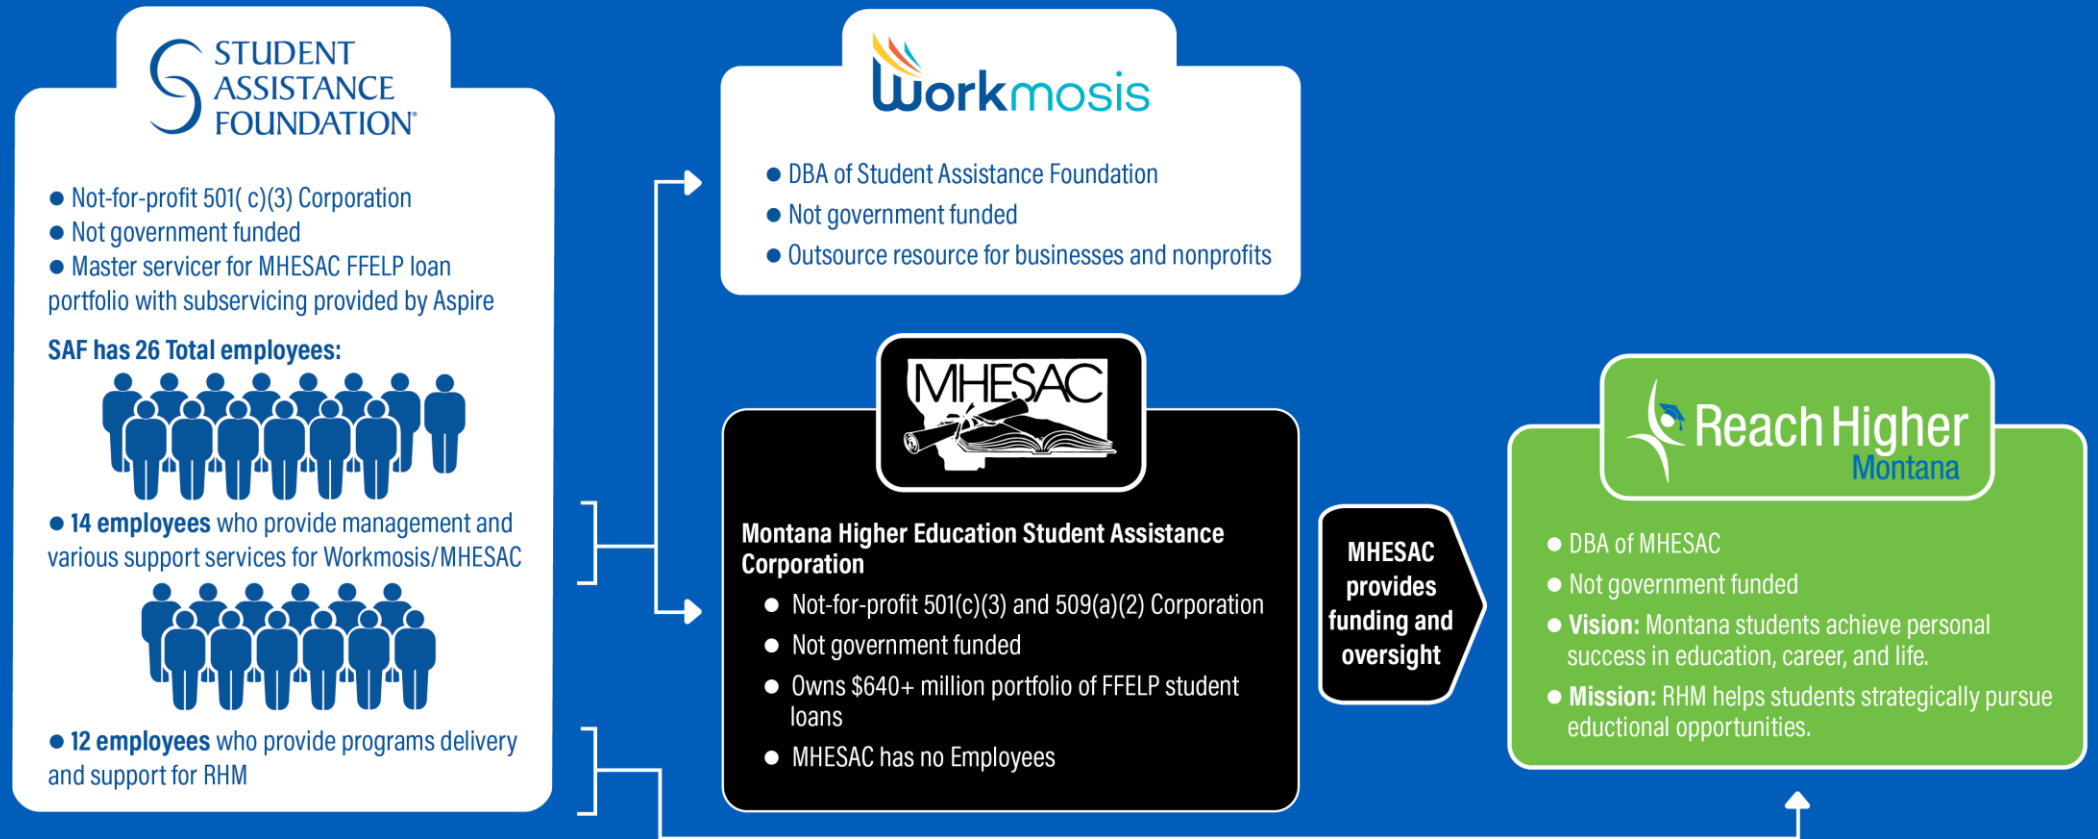 STUDENT
ASSISTANCE
FOUNDATION®
● Not-for-profit 501( c)(3) Corporation
● Not government funded
● Master servicer for MHESAC FFELP loan
portfolio with subservicing provided by Aspire
SAF has 26 Total employees:
● 14 employees who provide management and
various support services for Workmosis/MHESAC
● 12 employees who provide programs delivery
and support for RHM
Workmosis
● DBA of Student Assistance Foundation
● Not government funded
● Outsource resource for businesses and nonprofits
MHESAC
Montana Higher Education Student Assistance
Corporation
● Not-for-profit 501(c)(3) and 509(a)(2) Corporation
● Not government funded
● Owns $640+ million portfolio of FFELP student
loans
● MHESAC has no Employees
MHESAC
provides
funding and
oversight
Reach Higher
Montana
● DBA of MHESAC
● Not government funded
● Vision: Montana students achieve personal
success in education, career, and life.
● Mission: RHM helps students strategically pursue
eductional opportunities.